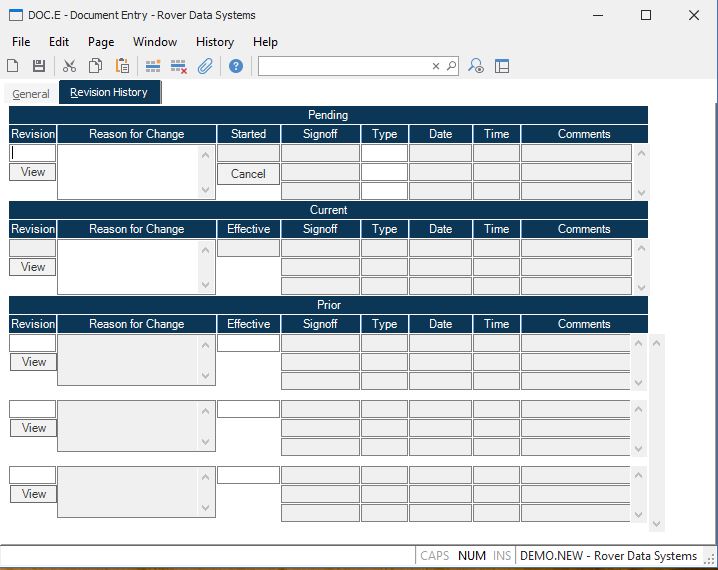 DOC.E - Document Entry - Rover Data Systems
File Edit Page Window History Help
General Revision History
Pending
Revision Reason for Change Started Signoff Type Date Time Comments
View Cancel
Current
Revision Reason for Change Effective Signoff Type Date Time Comments
View
Prior
Revision Reason for Change Effective Signoff Type Date Time Comments
View
View
View
CAPS NUM INS DEMO.NEW - Rover Data Systems